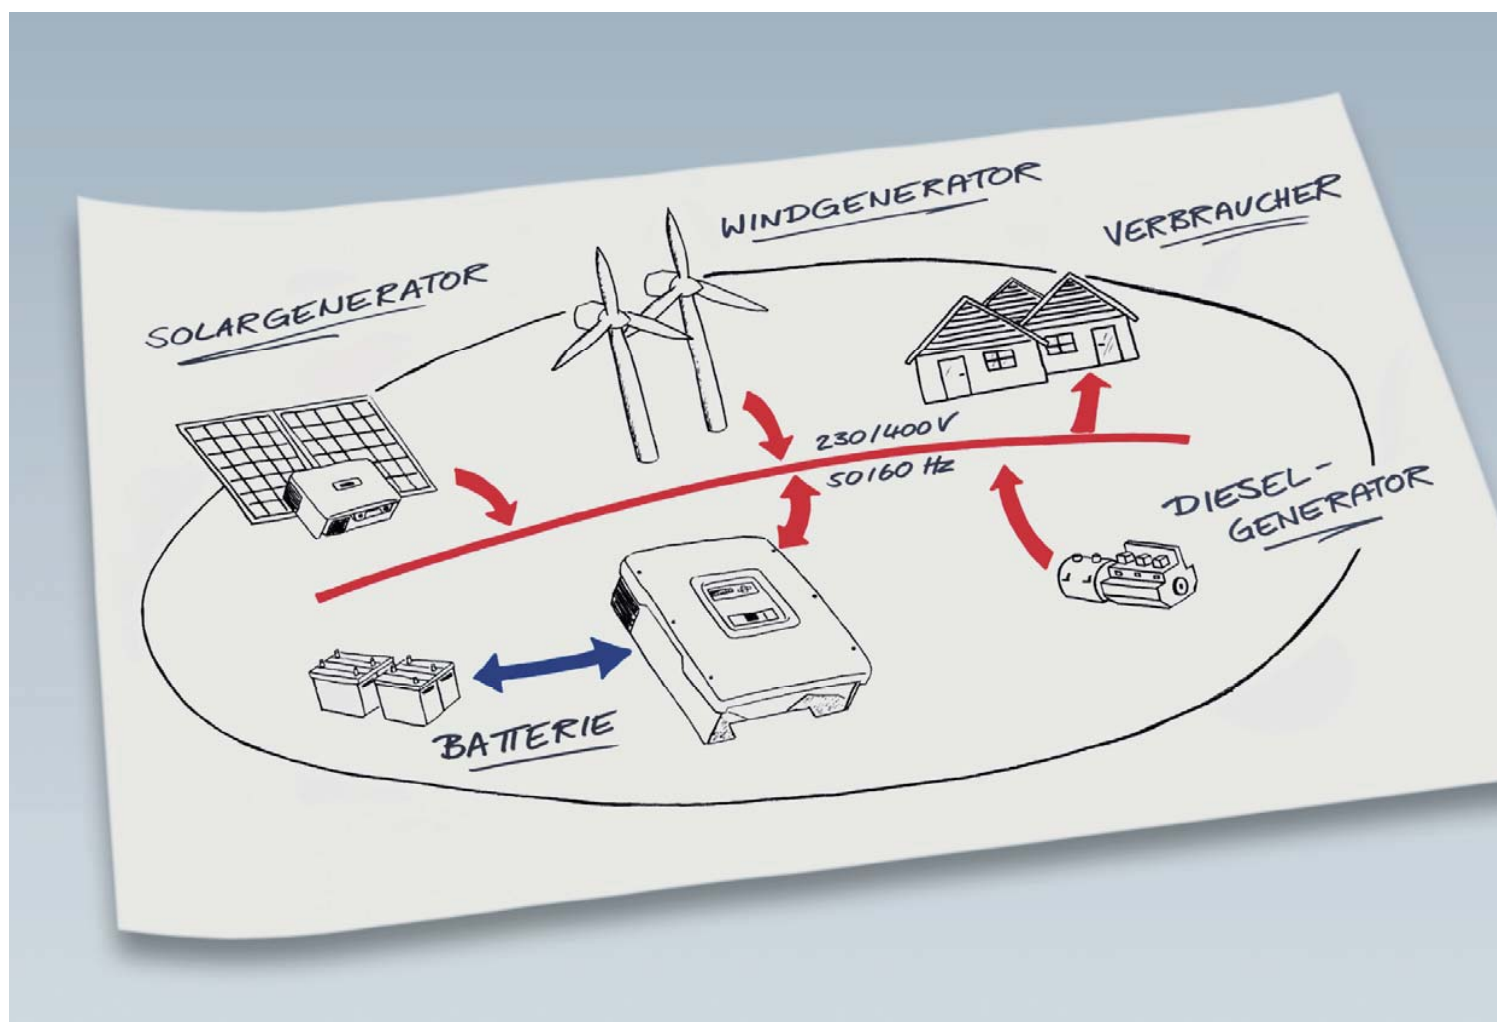 WINDGENERATOR
VERBRAUCHER
SOLARGENERATOR
230/400V
50/60 Hz
DIESEL-
GENERATOR
BATTERIE